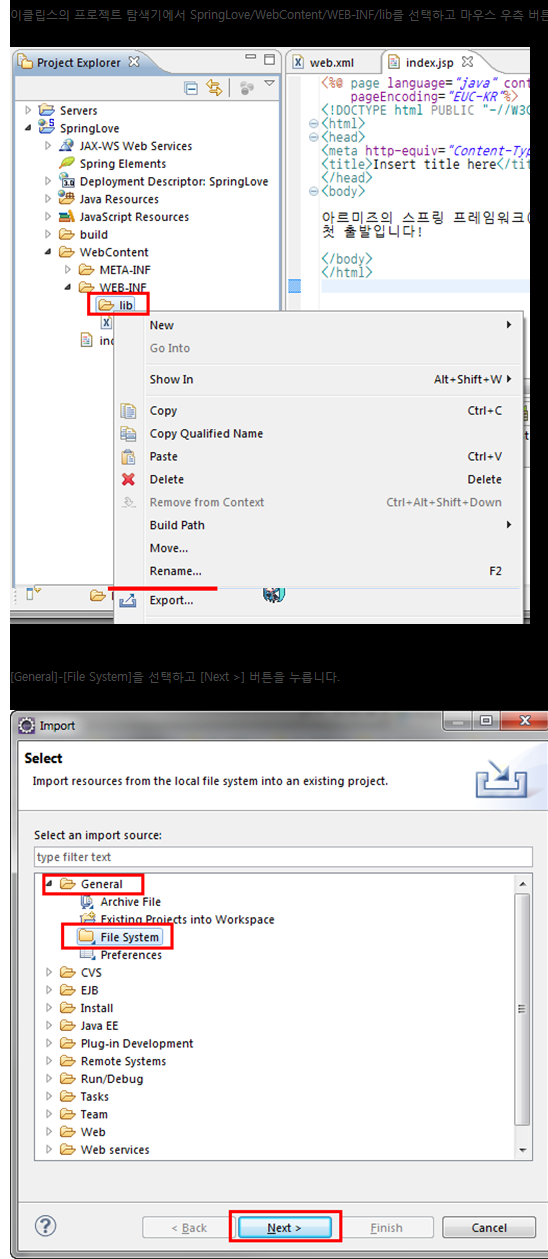 이클립스의 프로젝트 탐색기에서 SpringLove/WebContent/WEB-INF/lib를 선택하고 마우스 우측 버튼
Project Explorer
web.xml
index.jsp
Servers
SpringLove
JAX-WS Web Services
Spring Elements
Deployment Descriptor: SpringLove
Java Resources
JavaScript Resources
build
WebContent
META-INF
WEB-INF
lib
<%@ page language="java" cont
pageEncoding="EUC-KR"%>
<!DOCTYPE html PUBLIC "-//W3C
<html>
<head>
<meta http-equiv="Content-Typ
<title>Insert title here</tit
</head>
<body>
아르미즈의 스프링 프레임워크(
첫 출발입니다!
</body>
</html>
New
Go Into
Show In Alt+Shift+W
Copy Ctrl+C
Copy Qualified Name
Paste Ctrl+V
Delete Delete
Remove from Context Ctrl+Alt+Shift+Down
Build Path
Move...
Rename... F2
Export...
[General]-[File System]을 선택하고 [Next >] 버튼을 누릅니다.
Import
Select
Import resources from the local file system into an existing project.
Select an import source:
type filter text
General
Archive File
Existing Projects into Workspace
File System
Preferences
CVS
EJB
Install
Java EE
Plug-in Development
Remote Systems
Run/Debug
Tasks
Team
Web
Web services
< Back
Next >
Finish
Cancel